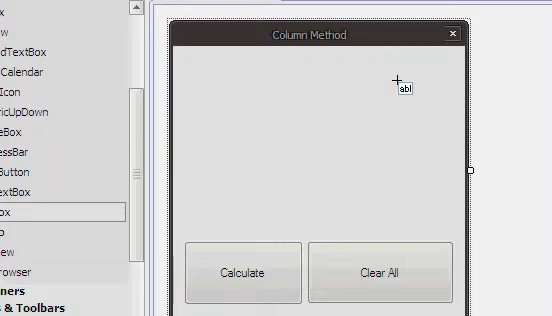 x
w
dTextBox
Calendar
Icon
ricUpDown
eBox
essBar
Button
extBox
ox
o
ew
rowser
ners
s & Toolbars
Column Method
abl
Calculate
Clear All